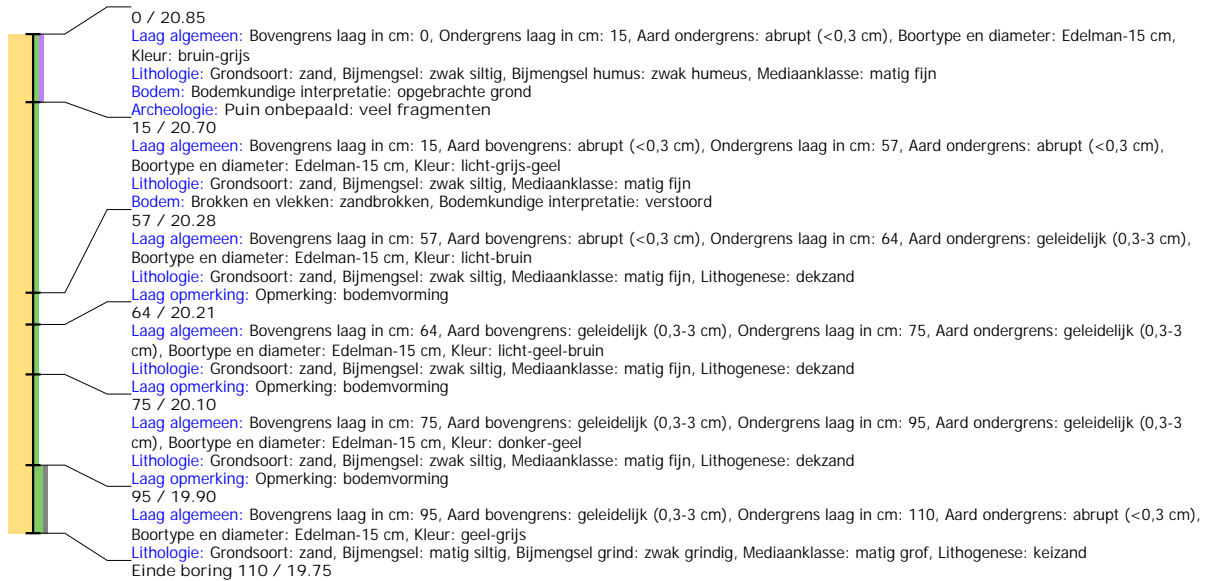 0 / 20.85
Laag algemeen: Bovengrens laag in cm: 0, Ondergrens laag in cm: 15, Aard ondergrens: abrupt (<0,3 cm), Boortype en diameter: Edelman-15 cm,
Kleur: bruin-grijs
Lithologie: Grondsoort: zand, Bijmengsel: zwak siltig, Bijmengsel humus: zwak humeus, Mediaanklasse: matig fijn
Bodem: Bodemkundige interpretatie: opgebrachte grond
Archeologie: Puin onbepaald: veel fragmenten
15 / 20.70
Laag algemeen: Bovengrens laag in cm: 15, Aard bovengrens: abrupt (<0,3 cm), Ondergrens laag in cm: 57, Aard ondergrens: abrupt (<0,3 cm),
Boortype en diameter: Edelman-15 cm, Kleur: licht-grijs-geel
Lithologie: Grondsoort: zand, Bijmengsel: zwak siltig, Mediaanklasse: matig fijn
Bodem: Brokken en vlekken: zandbrokken, Bodemkundige interpretatie: verstoord
57 / 20.28
Laag algemeen: Bovengrens laag in cm: 57, Aard bovengrens: abrupt (<0,3 cm), Ondergrens laag in cm: 64, Aard ondergrens: geleidelijk (0,3-3 cm),
Boortype en diameter: Edelman-15 cm, Kleur: licht-bruin
Lithologie: Grondsoort: zand, Bijmengsel: zwak siltig, Mediaanklasse: matig fijn, Lithogenese: dekzand
Laag opmerking: Opmerking: bodemvorming
64 / 20.21
Laag algemeen: Bovengrens laag in cm: 64, Aard bovengrens: geleidelijk (0,3-3 cm), Ondergrens laag in cm: 75, Aard ondergrens: geleidelijk (0,3-3
cm), Boortype en diameter: Edelman-15 cm, Kleur: licht-geel-bruin
Lithologie: Grondsoort: zand, Bijmengsel: zwak siltig, Mediaanklasse: matig fijn, Lithogenese: dekzand
Laag opmerking: Opmerking: bodemvorming
75 / 20.10
Laag algemeen: Bovengrens laag in cm: 75, Aard bovengrens: geleidelijk (0,3-3 cm), Ondergrens laag in cm: 95, Aard ondergrens: geleidelijk (0,3-3
cm), Boortype en diameter: Edelman-15 cm, Kleur: donker-geel
Lithologie: Grondsoort: zand, Bijmengsel: zwak siltig, Mediaanklasse: matig fijn, Lithogenese: dekzand
Laag opmerking: Opmerking: bodemvorming
95 / 19.90
Laag algemeen: Bovengrens laag in cm: 95, Aard bovengrens: geleidelijk (0,3-3 cm), Ondergrens laag in cm: 110, Aard ondergrens: abrupt (<0,3 cm),
Boortype en diameter: Edelman-15 cm, Kleur: geel-grijs
Lithologie: Grondsoort: zand, Bijmengsel: matig siltig, Bijmengsel grind: zwak grindig, Mediaanklasse: matig grof, Lithogenese: keizand
Einde boring 110 / 19.75